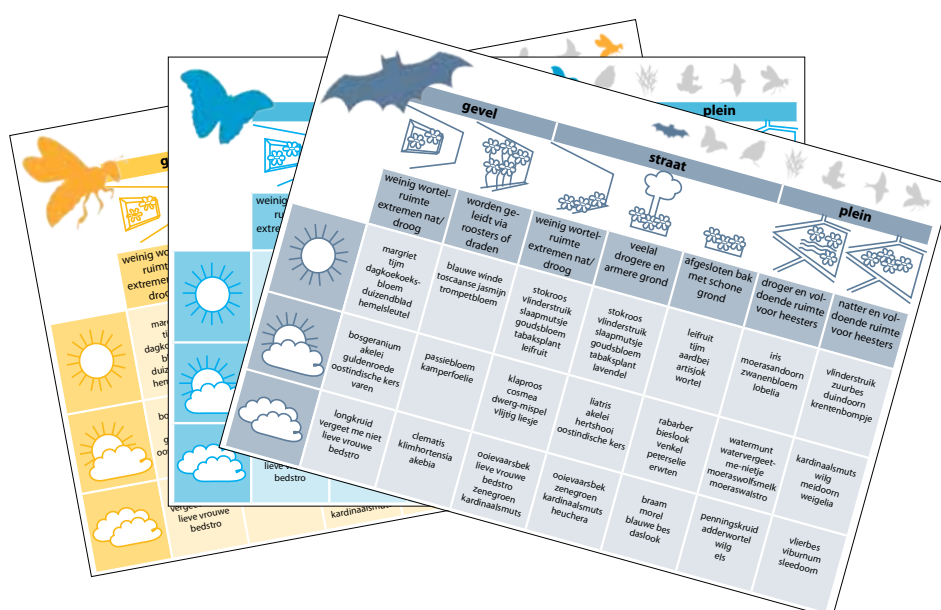 gevel
straat
plein
weinig wortel-
ruimte
extremen nat/
droog
worden ge-
leidt via
roosters of
draden
weinig wortel-
ruimte
extremen nat/
droog
veelal
drogere en
armere grond
afgesloten bak
met schone
grond
droger en vol-
doende ruimte
voor heesters
natter en vol-
doende ruimte
voor heesters
margriet
tijm
dagkoekoeks-
bloem
duizendblad
hemelsleutel
blauwe winde
toscaanse jasmijn
trompetbloem
stokroos
vlinderstruik
slaapmutsje
goudsbloem
tabaksplant
leifruit
stokroos
vlinderstruik
slaapmutsje
goudsbloem
tabaksplant
lavendel
leifruit
tijm
aardbei
artisjok
wortel
iris
moerasandoorn
zwanenbloem
lobelia
vlinderstruik
zuurbes
duindoorn
krentenbompje
bosgeranium
akelei
guldenroede
oostindische kers
varen
passiebloem
kamperfoelie
klaproos
cosmea
dwerg-mispel
vlijtig liesje
liatris
akelei
hertshooi
oostindische kers
rabarber
bieslook
venkel
peterselie
erwten
watermunt
watervergeet-
me-nietje
moeraswolfsmelk
moeraswalstro
kardinaalsmuts
wilg
meidoorn
weigelia
longkruid
vergeet me niet
lieve vrouwe
bedstro
clematis
klimhortensia
akebia
ooievaarsbek
lieve vrouwe
bedstro
zenegroen
kardinaalsmuts
ooievaarsbek
zenegroen
kardinaalsmuts
heuchera
braam
morel
blauwe bes
daslook
penningskruid
adderwortel
wilg
els
vlierbes
viburnum
sleedoorn
plein
lieve
bedstro
kardinaalsmuts
lieve vrouwe
bedstro